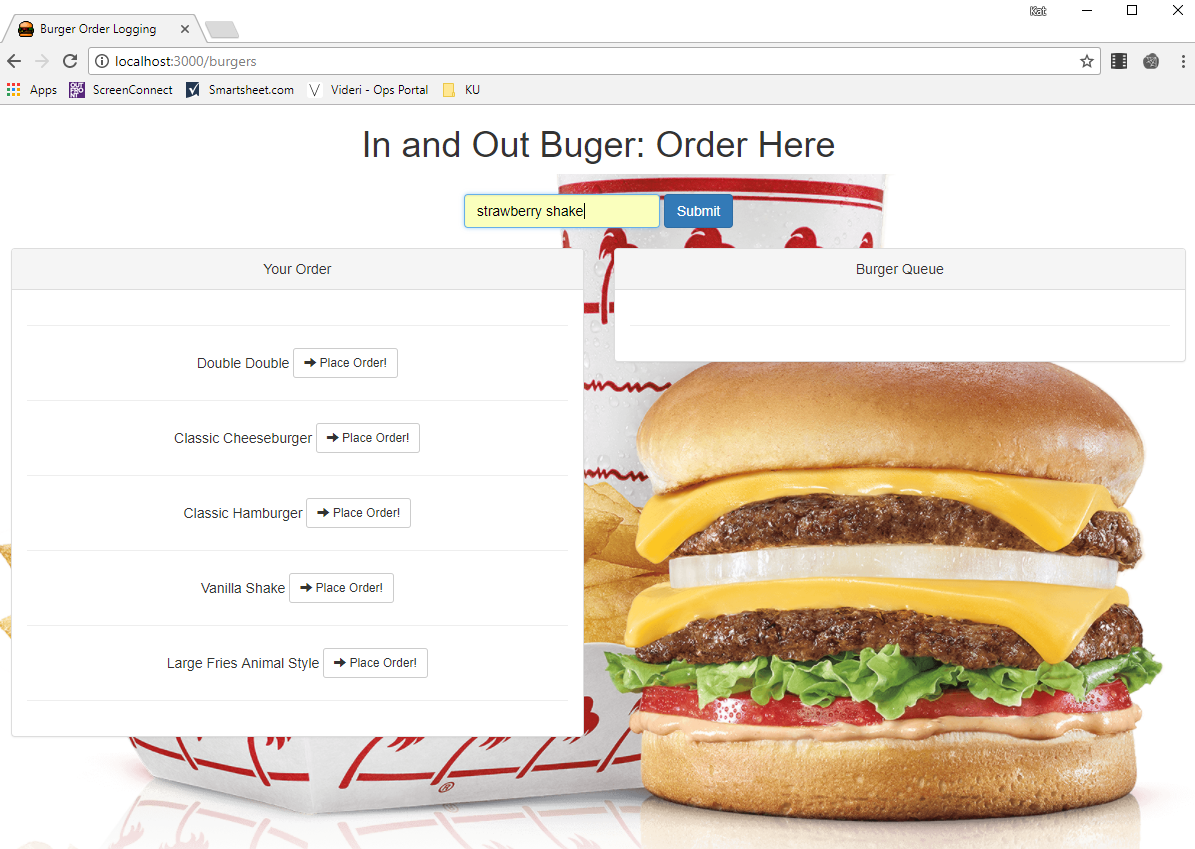 Kat
Burger Order Logging
localhost:3000/burgers
Apps ScreenConnect Smartsheet.com Videri - Ops Portal KU
In and Out Buger: Order Here
strawberry shake Submit
Your Order
Burger Queue
Double Double Place Order!
Classic Cheeseburger Place Order!
Classic Hamburger Place Order!
Vanilla Shake Place Order!
Large Fries Animal Style Place Order!
®